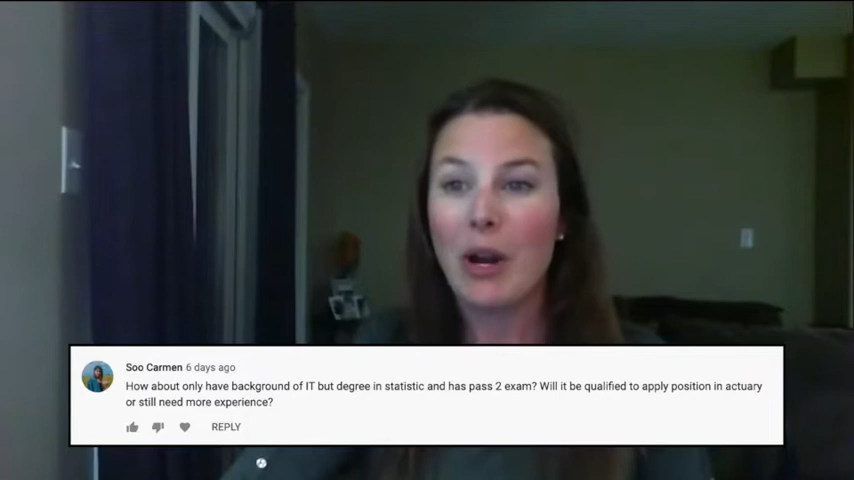 Soo Carmen 6 days ago
How about only have background of IT but degree in statistic and has pass 2 exam? Will it be qualified to apply position in actuary
or still need more experience?
REPLY